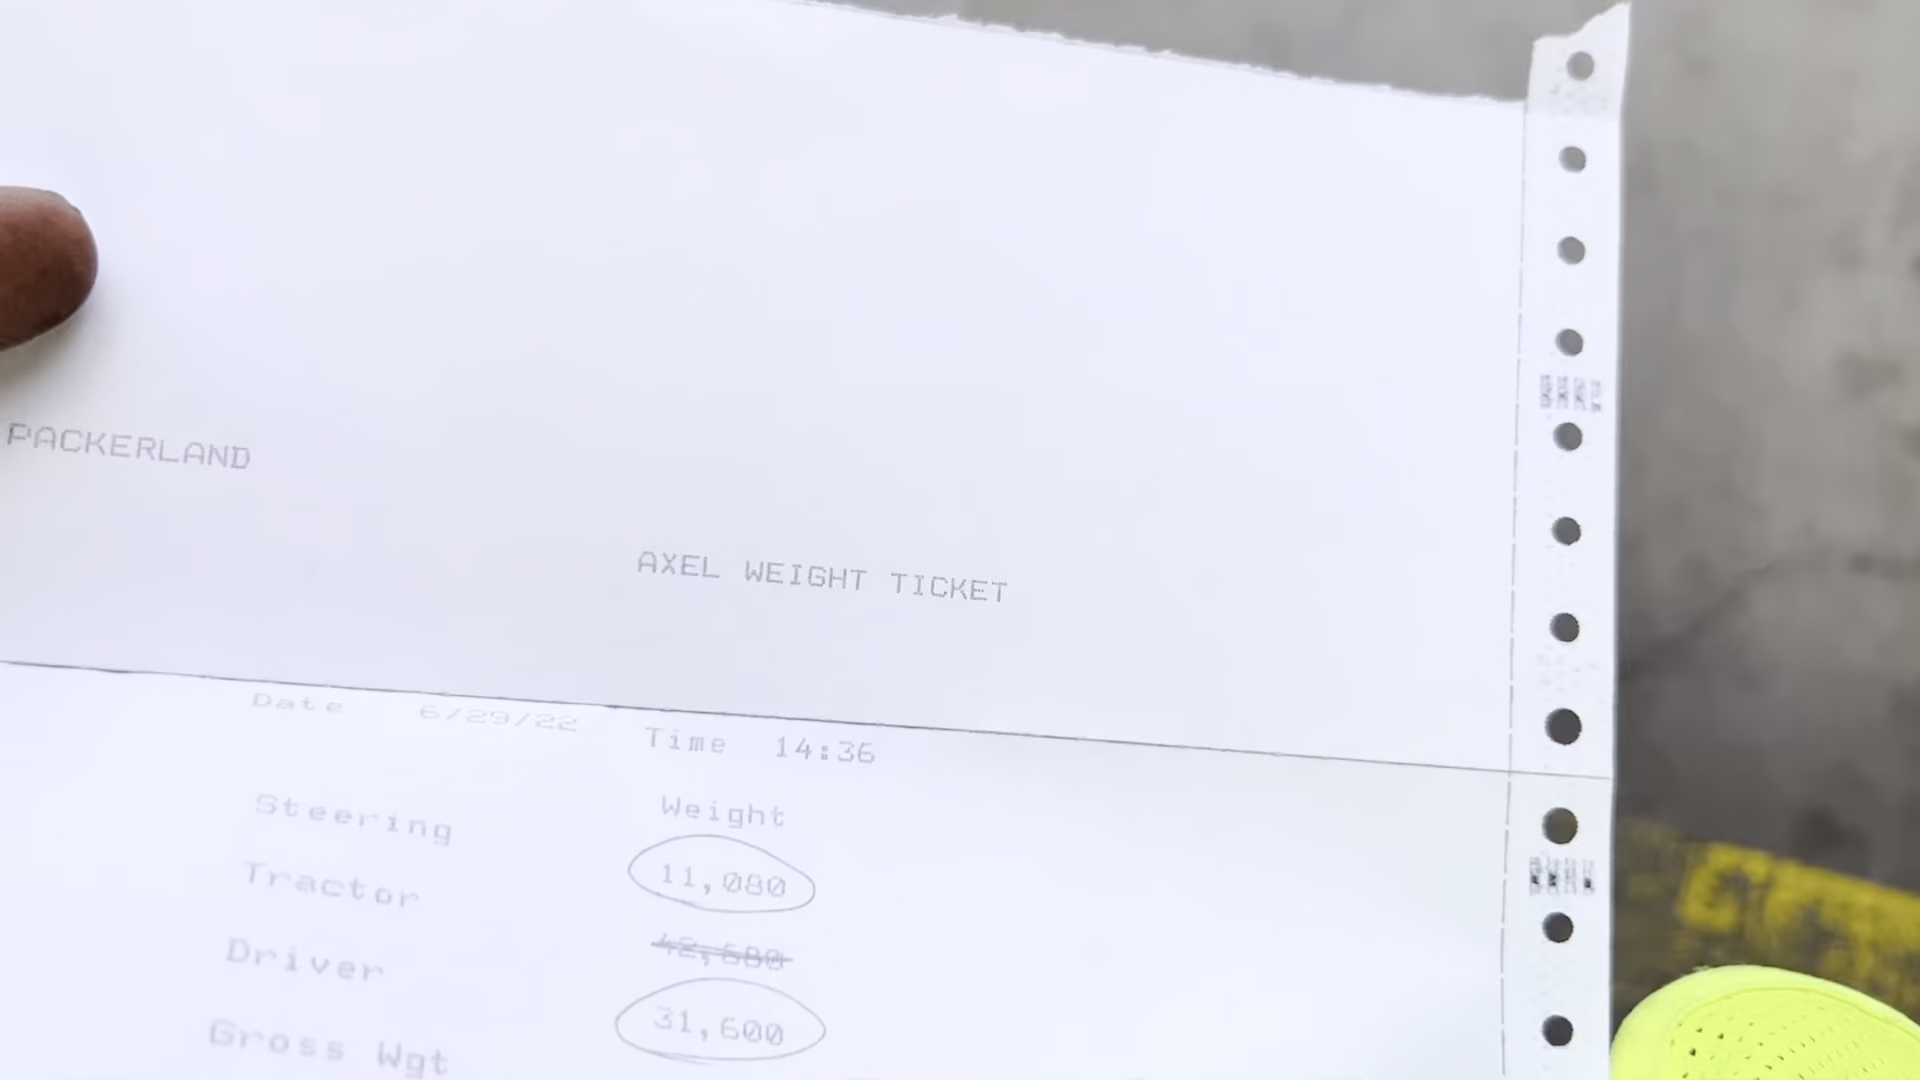 PACKERLAND
AXEL WEIGHT TICKET
Date 6/29/22 Time 14:36
Weight
Steering 11,080
Tractor 42,680
Driver 31,600
Gross Wgt